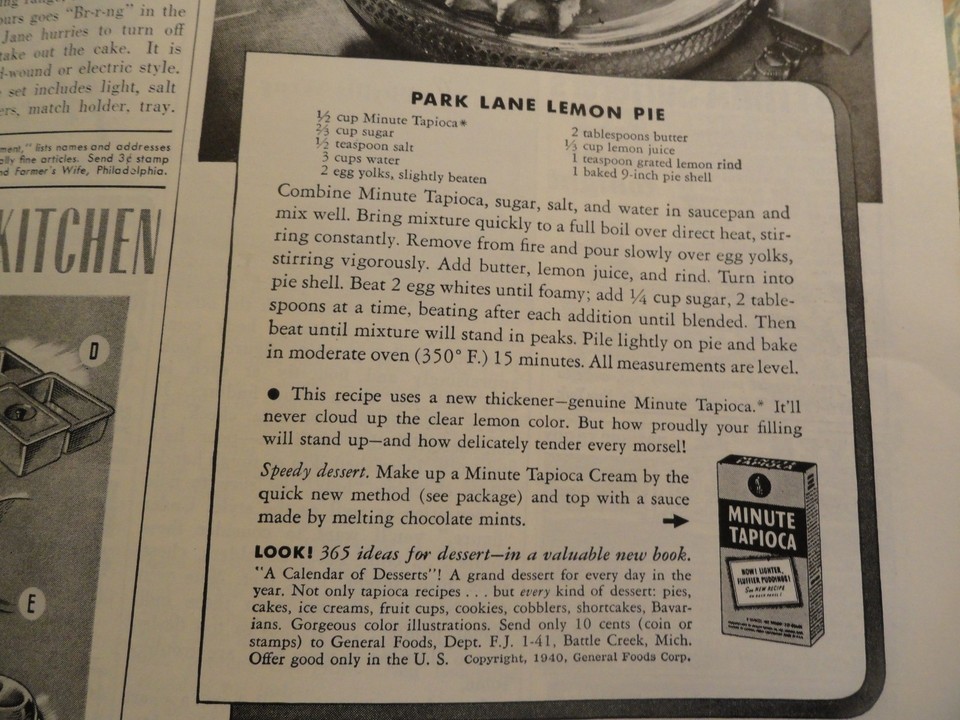 ours goes "Br-r-ng" in the
Jane hurries to turn off
take out the cake. It is
d-wound or electric style.
set includes light, salt
ers, match holder, tray.
ment," lists names and addresses
ally fine articles. Send 3¢ stamp
nd Farmer's Wife, Philadelphia.
KITCHEN
D
E
PARK LANE LEMON PIE
½ cup Minute Tapioca*
⅔ cup sugar
½ teaspoon salt
3 cups water
2 egg yolks, slightly beaten
2 tablespoons butter
⅓ cup lemon juice
1 teaspoon grated lemon rind
1 baked 9-inch pie shell
Combine Minute Tapioca, sugar, salt, and water in saucepan and
mix well. Bring mixture quickly to a full boil over direct heat, stir-
ring constantly. Remove from fire and pour slowly over egg yolks,
stirring vigorously. Add butter, lemon juice, and rind. Turn into
pie shell. Beat 2 egg whites until foamy; add ¼ cup sugar, 2 table-
spoons at a time, beating after each addition until blended. Then
beat until mixture will stand in peaks. Pile lightly on pie and bake
in moderate oven (350° F.) 15 minutes. All measurements are level.
● This recipe uses a new thickener—genuine Minute Tapioca.* It'll
never cloud up the clear lemon color. But how proudly your filling
will stand up—and how delicately tender every morsel!
Speedy dessert. Make up a Minute Tapioca Cream by the
quick new method (see package) and top with a sauce
made by melting chocolate mints.
LOOK! 365 ideas for dessert—in a valuable new book.
"A Calendar of Desserts"! A grand dessert for every day in the
year. Not only tapioca recipes . . . but every kind of dessert: pies,
cakes, ice creams, fruit cups, cookies, cobblers, shortcakes, Bavar-
ians. Gorgeous color illustrations. Send only 10 cents (coin or
stamps) to General Foods, Dept. F.J. 1-41, Battle Creek, Mich.
Offer good only in the U. S. Copyright, 1940, General Foods Corp.
MINUTE
TAPIOCA
MINUTE
TAPIOCA
NOW! LIGHTER,
FLUFFIER PUDDINGS!
See NEW RECIPE